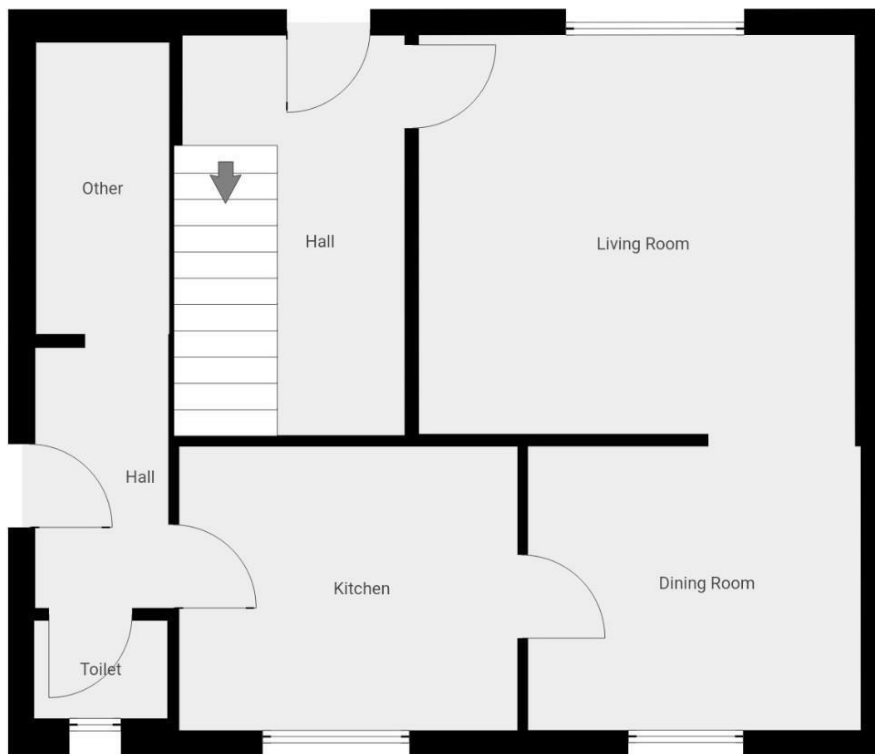 Other
Hall
Living Room
Hall
Kitchen
Dining Room
Toilet